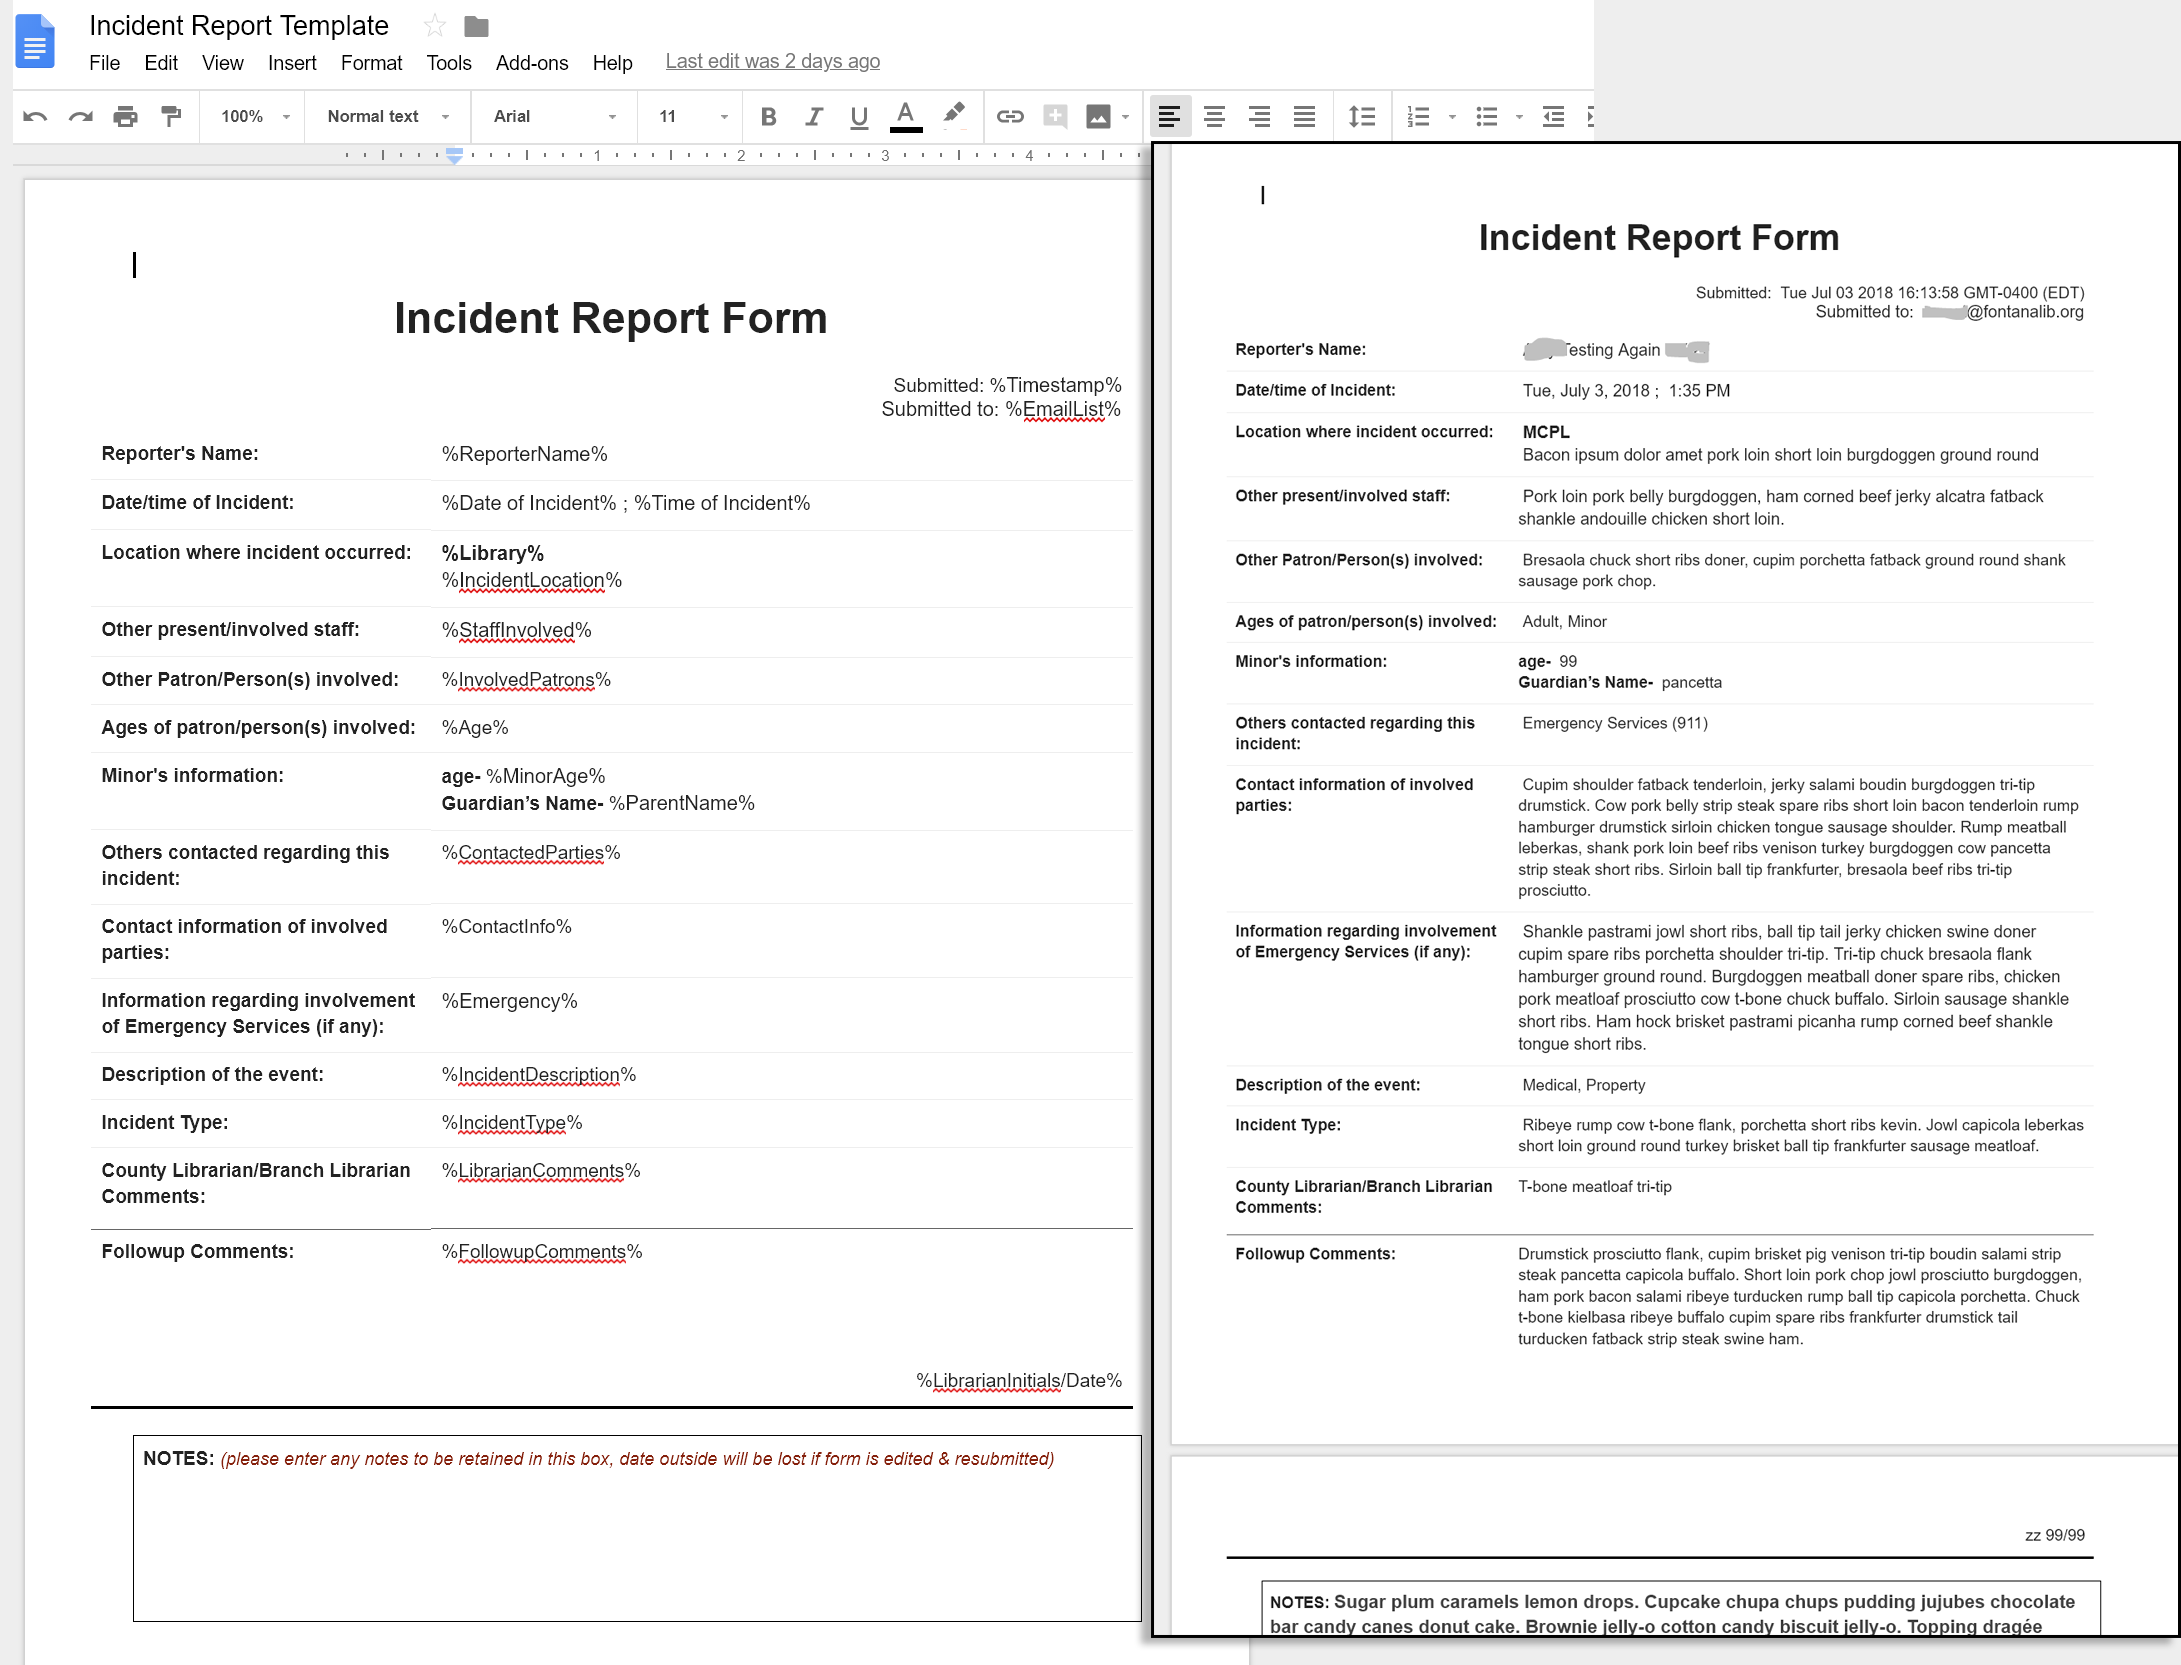 Incident Report Template
File Edit View Insert Format Tools Add-ons Help Last edit was 2 days ago
100% Normal text Arial 11 B I U A
1 2 3 4
Incident Report Form
Submitted: %Timestamp%
Submitted to: %EmailList%
Reporter's Name: %ReporterName%
Date/time of Incident: %Date of Incident% ; %Time of Incident%
Location where incident occurred: %Library%
%IncidentLocation%
Other present/involved staff: %StaffInvolved%
Other Patron/Person(s) involved: %InvolvedPatrons%
Ages of patron/person(s) involved: %Age%
Minor's information: age- %MinorAge%
Guardian’s Name- %ParentName%
Others contacted regarding this %ContactedParties%
incident:
Contact information of involved %ContactInfo%
parties:
Information regarding involvement %Emergency%
of Emergency Services (if any):
Description of the event: %IncidentDescription%
Incident Type: %IncidentType%
County Librarian/Branch Librarian %LibrarianComments%
Comments:
Followup Comments: %FollowupComments%
%LibrarianInitials/Date%
NOTES: (please enter any notes to be retained in this box, date outside will be lost if form is edited & resubmitted)
Incident Report Form
Submitted: Tue Jul 03 2018 16:13:58 GMT-0400 (EDT)
Submitted to: @fontanalib.org
Reporter's Name: Testing Again
Date/time of Incident: Tue, July 3, 2018 ; 1:35 PM
Location where incident occurred: MCPL
Bacon ipsum dolor amet pork loin short loin burgdoggen ground round
Other present/involved staff: Pork loin pork belly burgdoggen, ham corned beef jerky alcatra fatback
shankle andouille chicken short loin.
Other Patron/Person(s) involved: Bresaola chuck short ribs doner, cupim porchetta fatback ground round shank
sausage pork chop.
Ages of patron/person(s) involved: Adult, Minor
Minor's information: age- 99
Guardian’s Name- pancetta
Others contacted regarding this Emergency Services (911)
incident:
Contact information of involved Cupim shoulder fatback tenderloin, jerky salami boudin burgdoggen tri-tip
parties: drumstick. Cow pork belly strip steak spare ribs short loin bacon tenderloin rump
hamburger drumstick sirloin chicken tongue sausage shoulder. Rump meatball
leberkas, shank pork loin beef ribs venison turkey burgdoggen cow pancetta
strip steak short ribs. Sirloin ball tip frankfurter, bresaola beef ribs tri-tip
prosciutto.
Information regarding involvement Shankle pastrami jowl short ribs, ball tip tail jerky chicken swine doner
of Emergency Services (if any): cupim spare ribs porchetta shoulder tri-tip. Tri-tip chuck bresaola flank
hamburger ground round. Burgdoggen meatball doner spare ribs, chicken
pork meatloaf prosciutto cow t-bone chuck buffalo. Sirloin sausage shankle
short ribs. Ham hock brisket pastrami picanha rump corned beef shankle
tongue short ribs.
Description of the event: Medical, Property
Incident Type: Ribeye rump cow t-bone flank, porchetta short ribs kevin. Jowl capicola leberkas
short loin ground round turkey brisket ball tip frankfurter sausage meatloaf.
County Librarian/Branch Librarian T-bone meatloaf tri-tip
Comments:
Followup Comments: Drumstick prosciutto flank, cupim brisket pig venison tri-tip boudin salami strip
steak pancetta capicola buffalo. Short loin pork chop jowl prosciutto burgdoggen,
ham pork bacon salami ribeye turducken rump ball tip capicola porchetta. Chuck
t-bone kielbasa ribeye buffalo cupim spare ribs frankfurter drumstick tail
turducken fatback strip steak swine ham.
zz 99/99
NOTES: Sugar plum caramels lemon drops. Cupcake chupa chups pudding jujubes chocolate
bar candy canes donut cake. Brownie jelly-o cotton candy biscuit jelly-o. Topping dragée